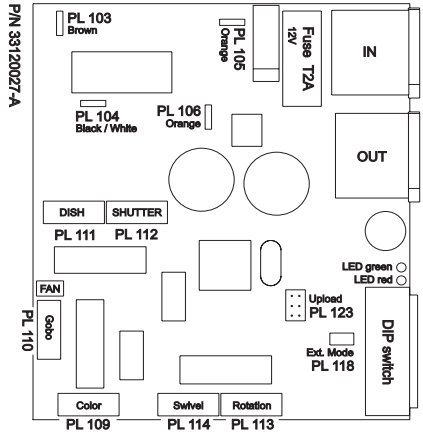 P/N 33120027-A
PL 103
Brown
PL 105
Orange
Fuse T2A
12V
IN
PL 104
Black / White
PL 106
Orange
OUT
DISH
SHUTTER
PL 111
PL 112
LED green
LED red
FAN
Gobo
PL 110
Upload
PL 123
Ext. Mode
PL 118
DIP switch
Color
Swivel
Rotation
PL 109
PL 114
PL 113